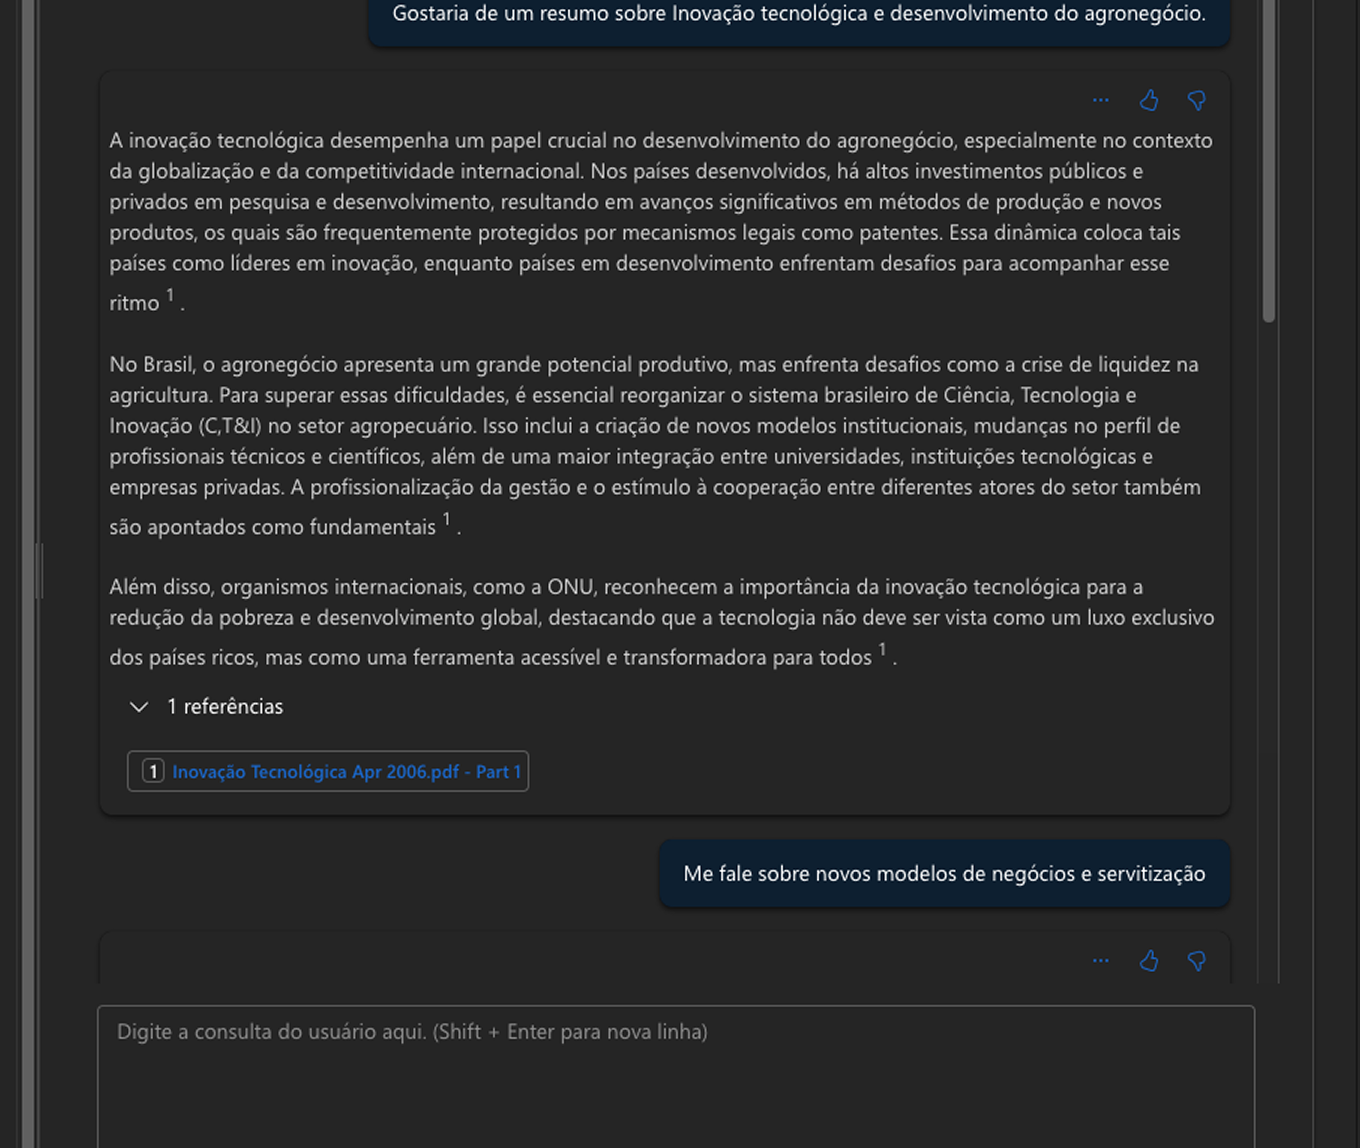 Gostaria de um resumo sobre Inovação tecnológica e desenvolvimento do agronegócio.
A inovação tecnológica desempenha um papel crucial no desenvolvimento do agronegócio, especialmente no contexto
da globalização e da competitividade internacional. Nos países desenvolvidos, há altos investimentos públicos e
privados em pesquisa e desenvolvimento, resultando em avanços significativos em métodos de produção e novos
produtos, os quais são frequentemente protegidos por mecanismos legais como patentes. Essa dinâmica coloca tais
países como líderes em inovação, enquanto países em desenvolvimento enfrentam desafios para acompanhar esse
ritmo 1 .
No Brasil, o agronegócio apresenta um grande potencial produtivo, mas enfrenta desafios como a crise de liquidez na
agricultura. Para superar essas dificuldades, é essencial reorganizar o sistema brasileiro de Ciência, Tecnologia e
Inovação (C,T&I) no setor agropecuário. Isso inclui a criação de novos modelos institucionais, mudanças no perfil de
profissionais técnicos e científicos, além de uma maior integração entre universidades, instituições tecnológicas e
empresas privadas. A profissionalização da gestão e o estímulo à cooperação entre diferentes atores do setor também
são apontados como fundamentais 1 .
Além disso, organismos internacionais, como a ONU, reconhecem a importância da inovação tecnológica para a
redução da pobreza e desenvolvimento global, destacando que a tecnologia não deve ser vista como um luxo exclusivo
dos países ricos, mas como uma ferramenta acessível e transformadora para todos 1 .
1 referências
1 Inovação Tecnológica Apr 2006.pdf - Part 1
Me fale sobre novos modelos de negócios e servitização
Digite a consulta do usuário aqui. (Shift + Enter para nova linha)